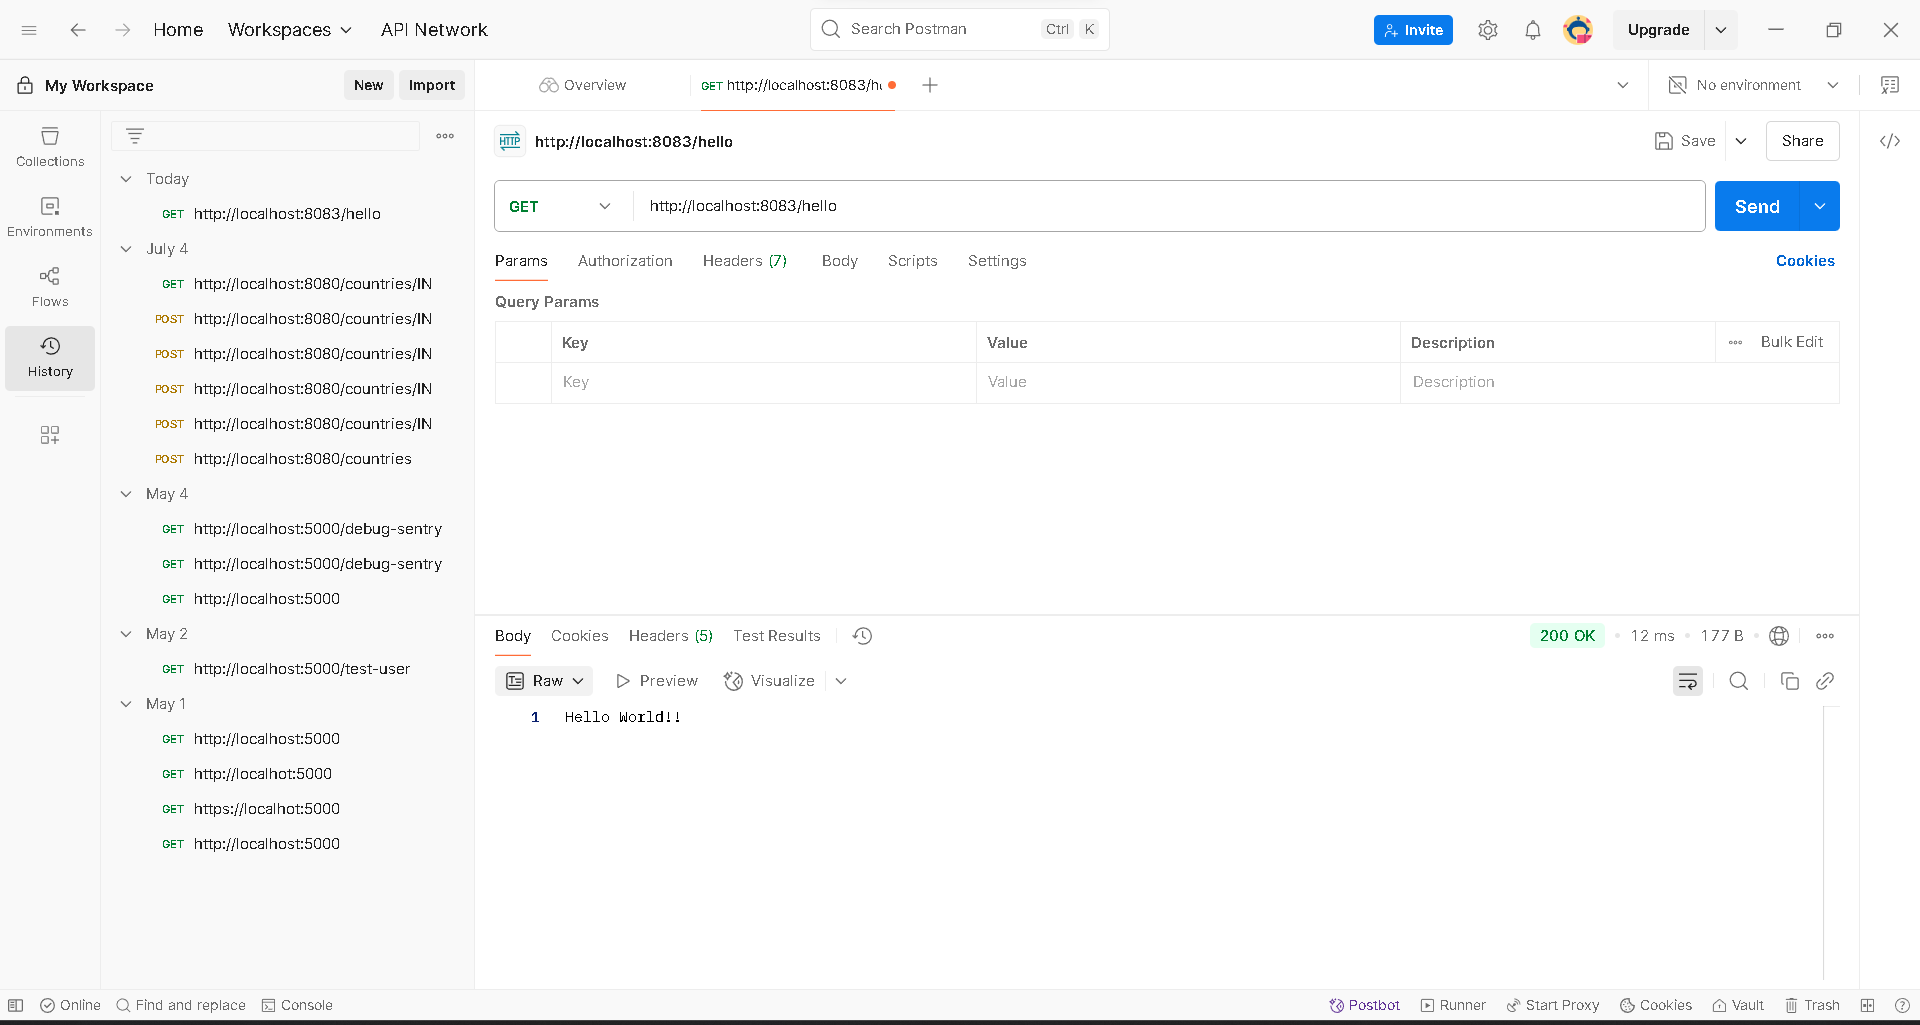 Home Workspaces API Network Search Postman Ctrl K Invite Upgrade
My Workspace New Import Overview GET http://localhost:8083/h No environment
http://localhost:8083/hello Save Share
Collections
Environments
Flows
History
Today
GET http://localhost:8083/hello
July 4
GET http://localhost:8080/countries/IN
POST http://localhost:8080/countries/IN
POST http://localhost:8080/countries/IN
POST http://localhost:8080/countries/IN
POST http://localhost:8080/countries/IN
POST http://localhost:8080/countries
May 4
GET http://localhost:5000/debug-sentry
GET http://localhost:5000/debug-sentry
GET http://localhost:5000
May 2
GET http://localhost:5000/test-user
May 1
GET http://localhost:5000
GET http://localhot:5000
GET https://localhot:5000
GET http://localhost:5000
GET http://localhost:8083/hello Send
Params Authorization Headers (7) Body Scripts Settings Cookies
Query Params
Key Value Description Bulk Edit
Key Value Description
Body Cookies Headers (5) Test Results 200 OK 12 ms 177 B
Raw Preview Visualize
1 Hello World!!
Online Find and replace Console Postbot Runner Start Proxy Cookies Vault Trash